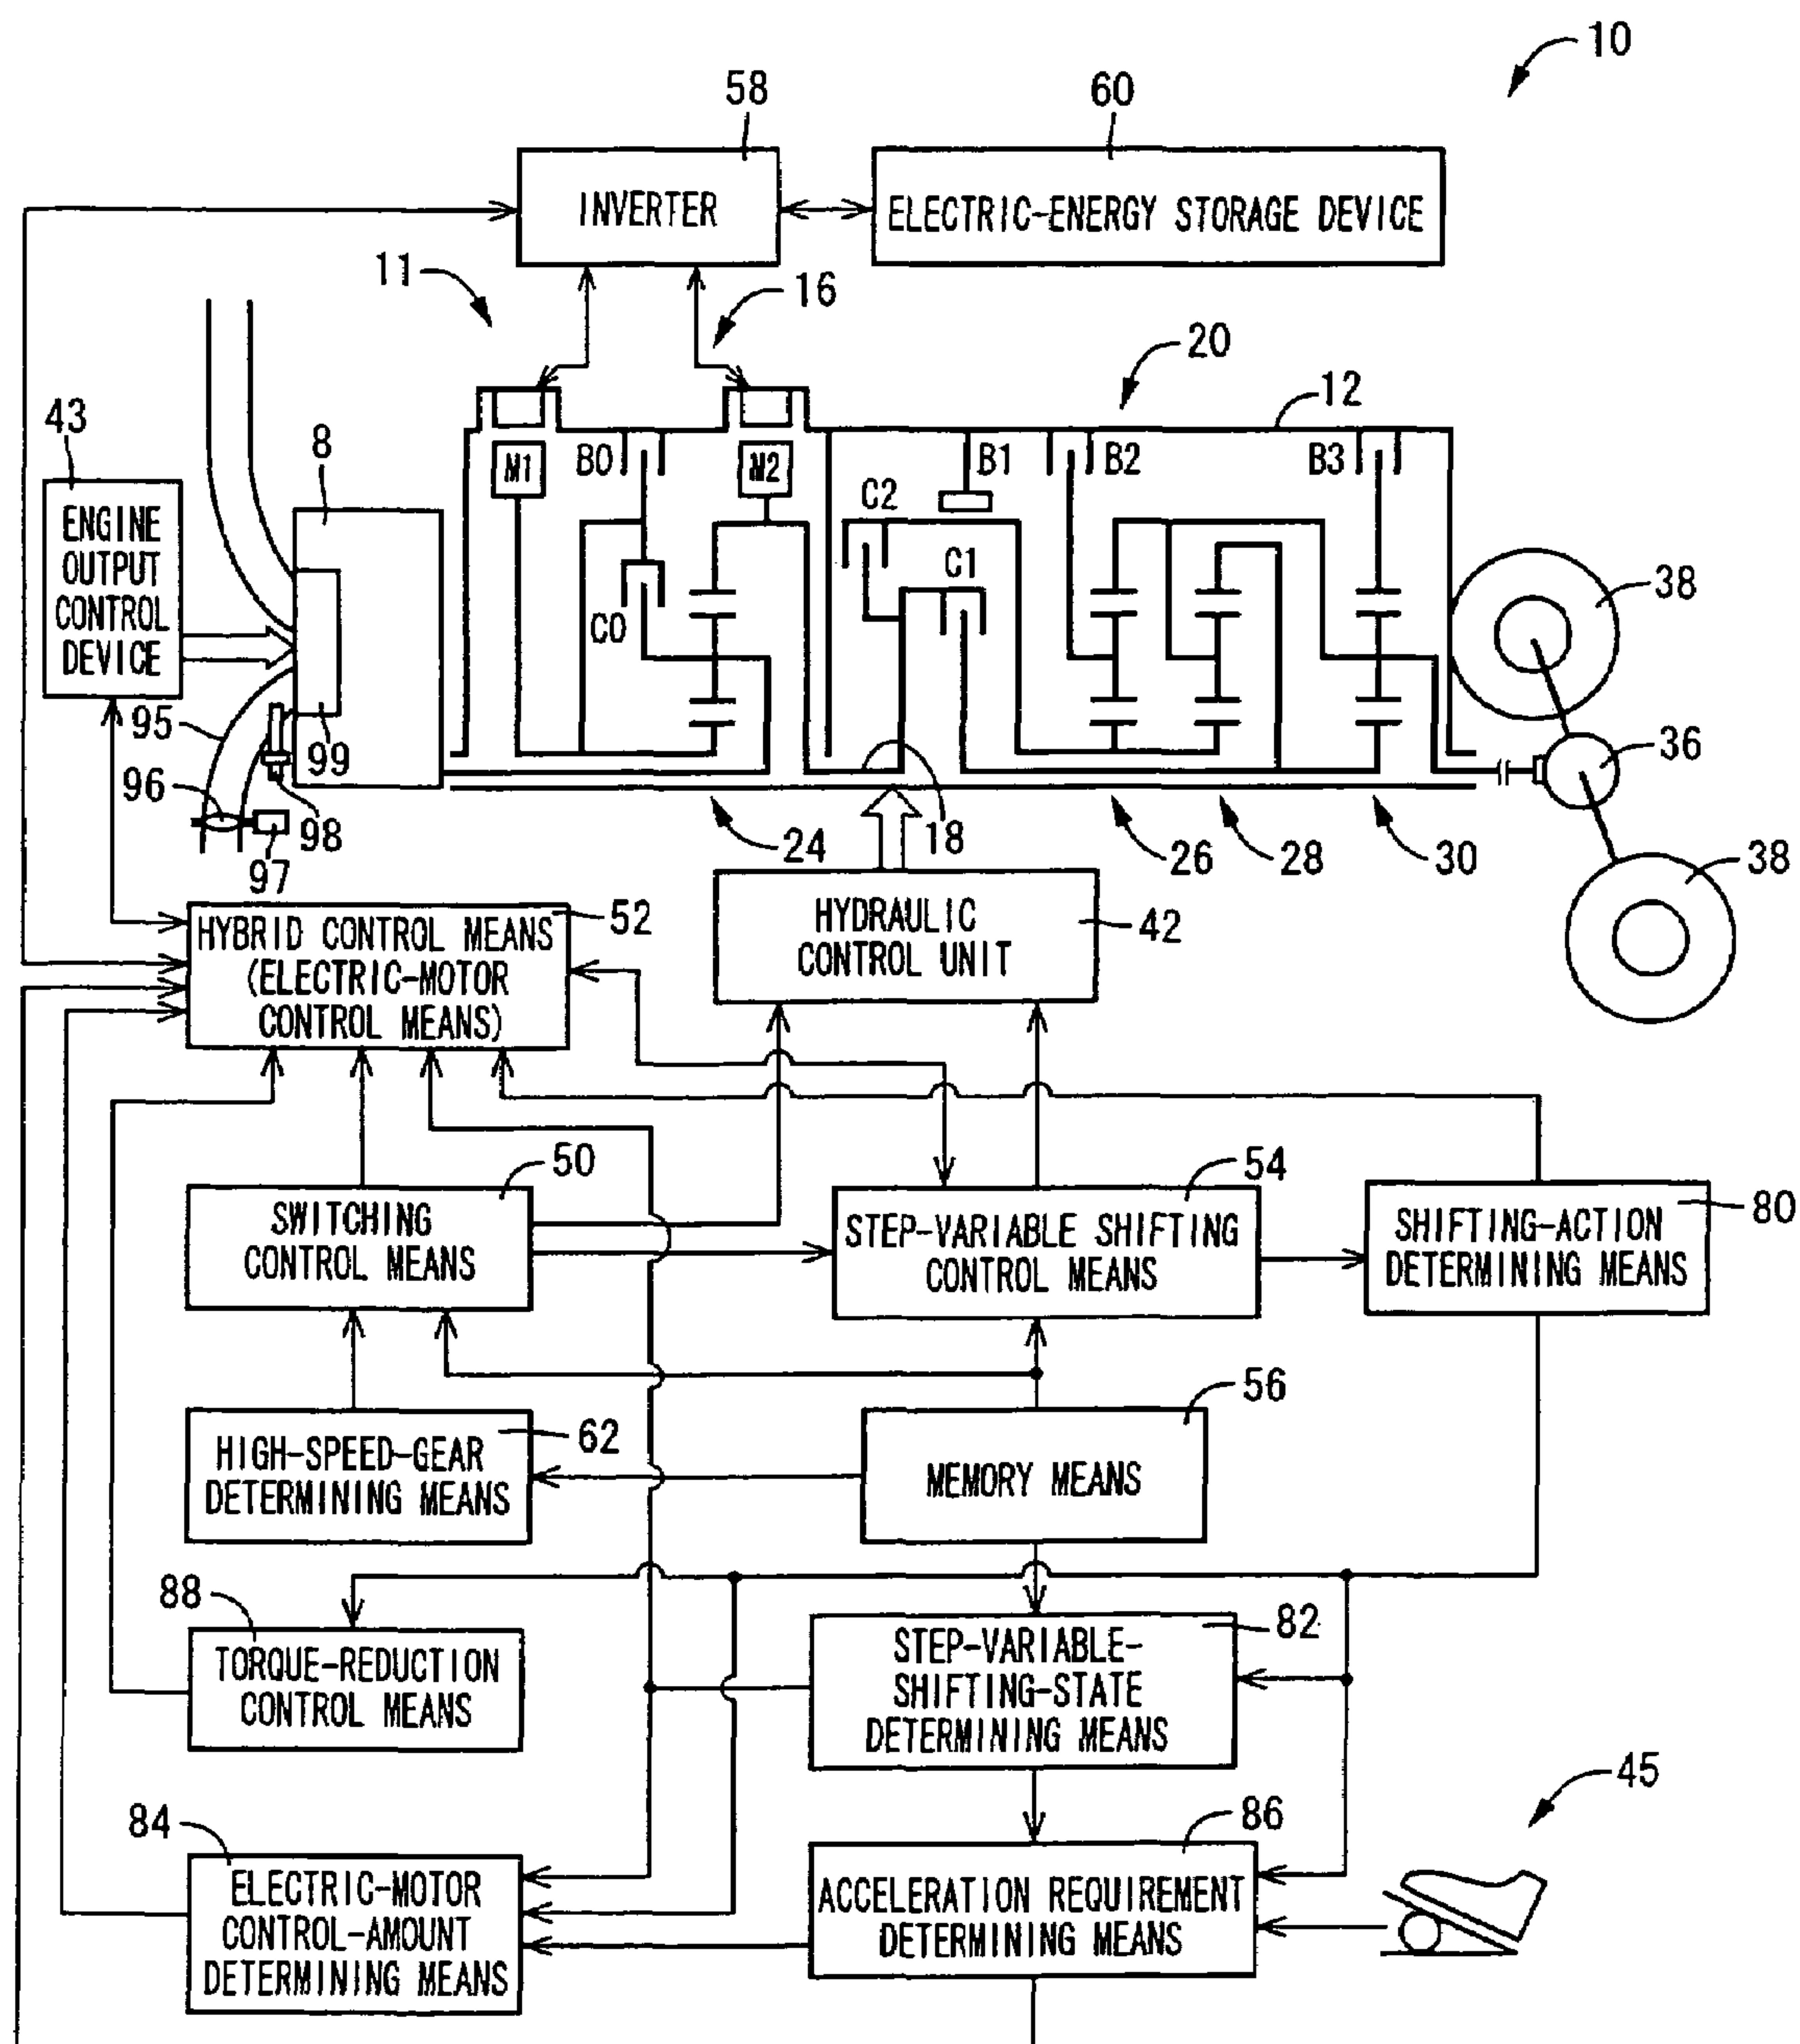 10
58
60
INVERTER
ELECTRIC-ENERGY STORAGE DEVICE
11
16
20
12
43
8
M1
B0
M2
B1
B2
B3
C2
C1
C0
ENGINE
OUTPUT
CONTROL
DEVICE
38
95
99
36
96
98
97
24
18
26
28
30
38
HYBRID CONTROL MEANS
(ELECTRIC-MOTOR
CONTROL MEANS)
52
HYDRAULIC
CONTROL UNIT
42
50
54
SWITCHING
CONTROL MEANS
STEP-VARIABLE SHIFTING
CONTROL MEANS
SHIFTING-ACTION
DETERMINING MEANS
80
56
HIGH-SPEED-GEAR
DETERMINING MEANS
62
MEMORY MEANS
88
TORQUE-REDUCTION
CONTROL MEANS
STEP-VARIABLE-
SHIFTING-STATE
DETERMINING MEANS
82
45
84
86
ELECTRIC-MOTOR
CONTROL-AMOUNT
DETERMINING MEANS
ACCELERATION REQUIREMENT
DETERMINING MEANS